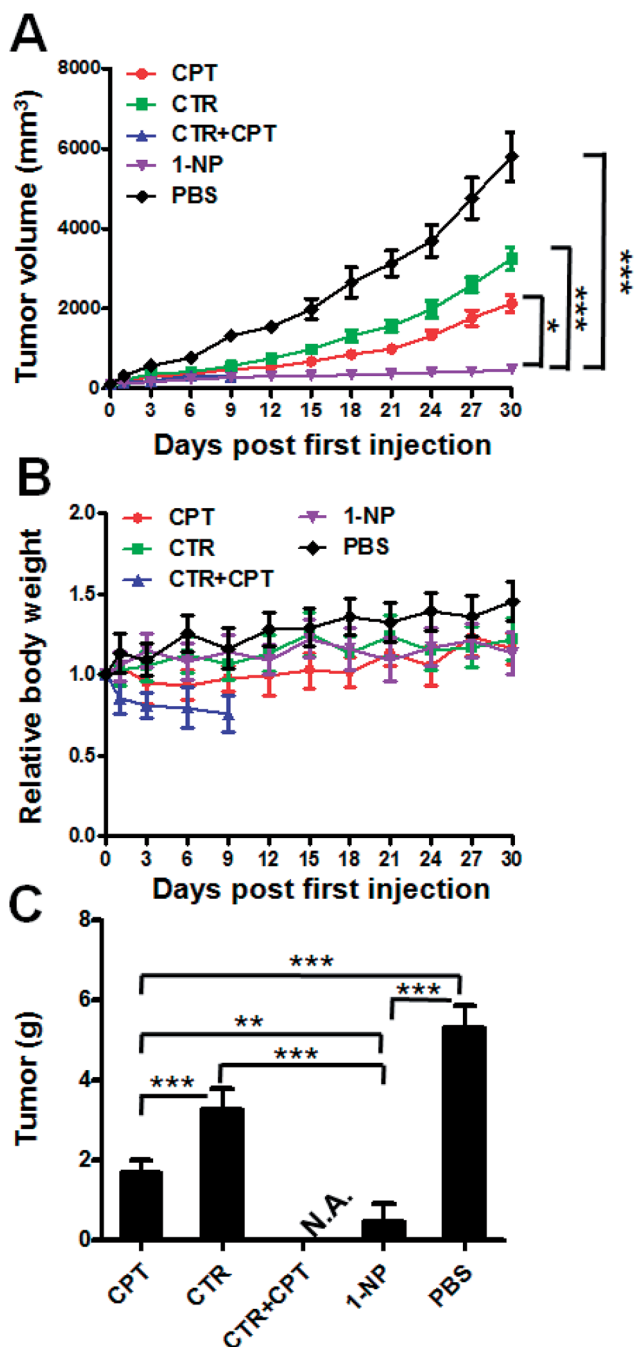 A
Tumor volume (mm³)
8000
6000
4000
2000
0
CPT
CTR
CTR+CPT
1-NP
PBS
*
***
***
0 3 6 9 12 15 18 21 24 27 30
Days post first injection
B
Relative body weight
2.0
1.5
1.0
0.5
0.0
CPT
CTR
CTR+CPT
1-NP
PBS
0 3 6 9 12 15 18 21 24 27 30
Days post first injection
C
Tumor (g)
8
6
4
2
0
***
***
**
***
***
N.A.
CPT
CTR
CTR+CPT
1-NP
PBS